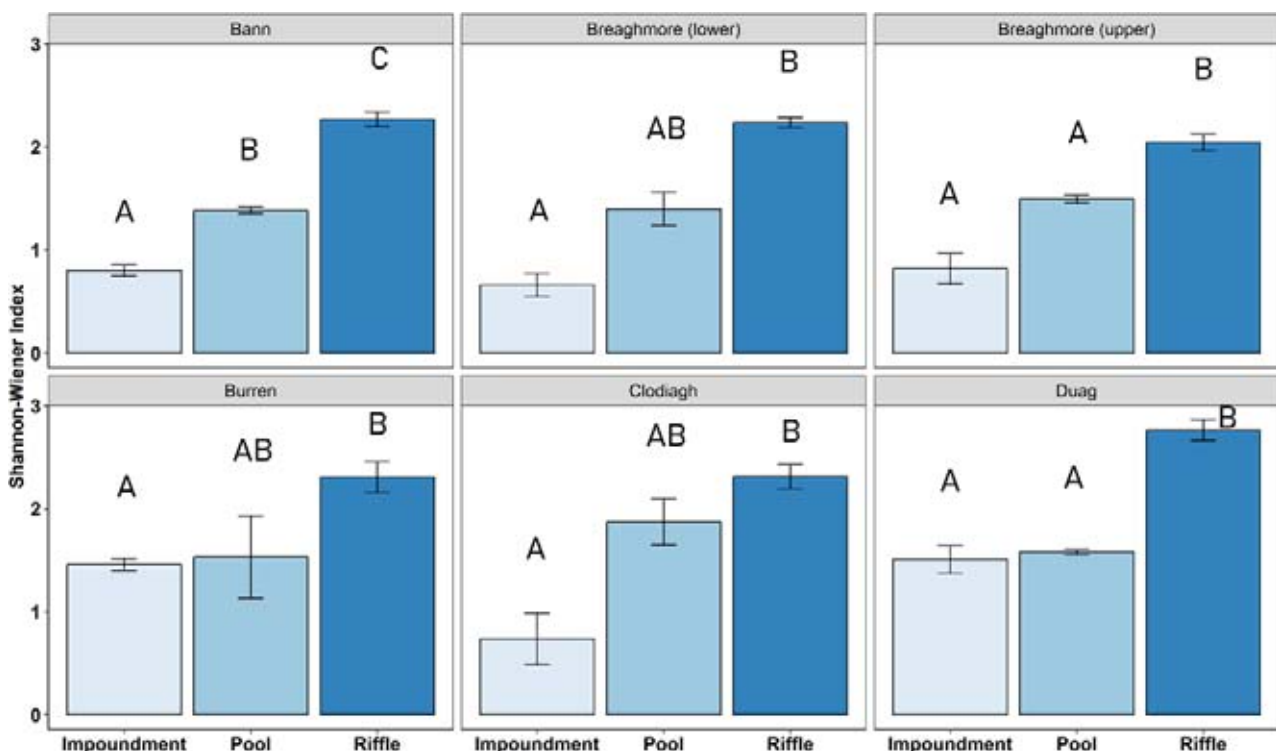 Bann
Breaghmore (lower)
Breaghmore (upper)
3
2
1
0
A
B
C
A
AB
B
A
A
B
Shannon-Wiener Index
Burren
Clodiagh
Duag
3
2
1
0
A
AB
B
A
AB
B
A
A
B
Impoundment Pool Riffle
Impoundment Pool Riffle
Impoundment Pool Riffle